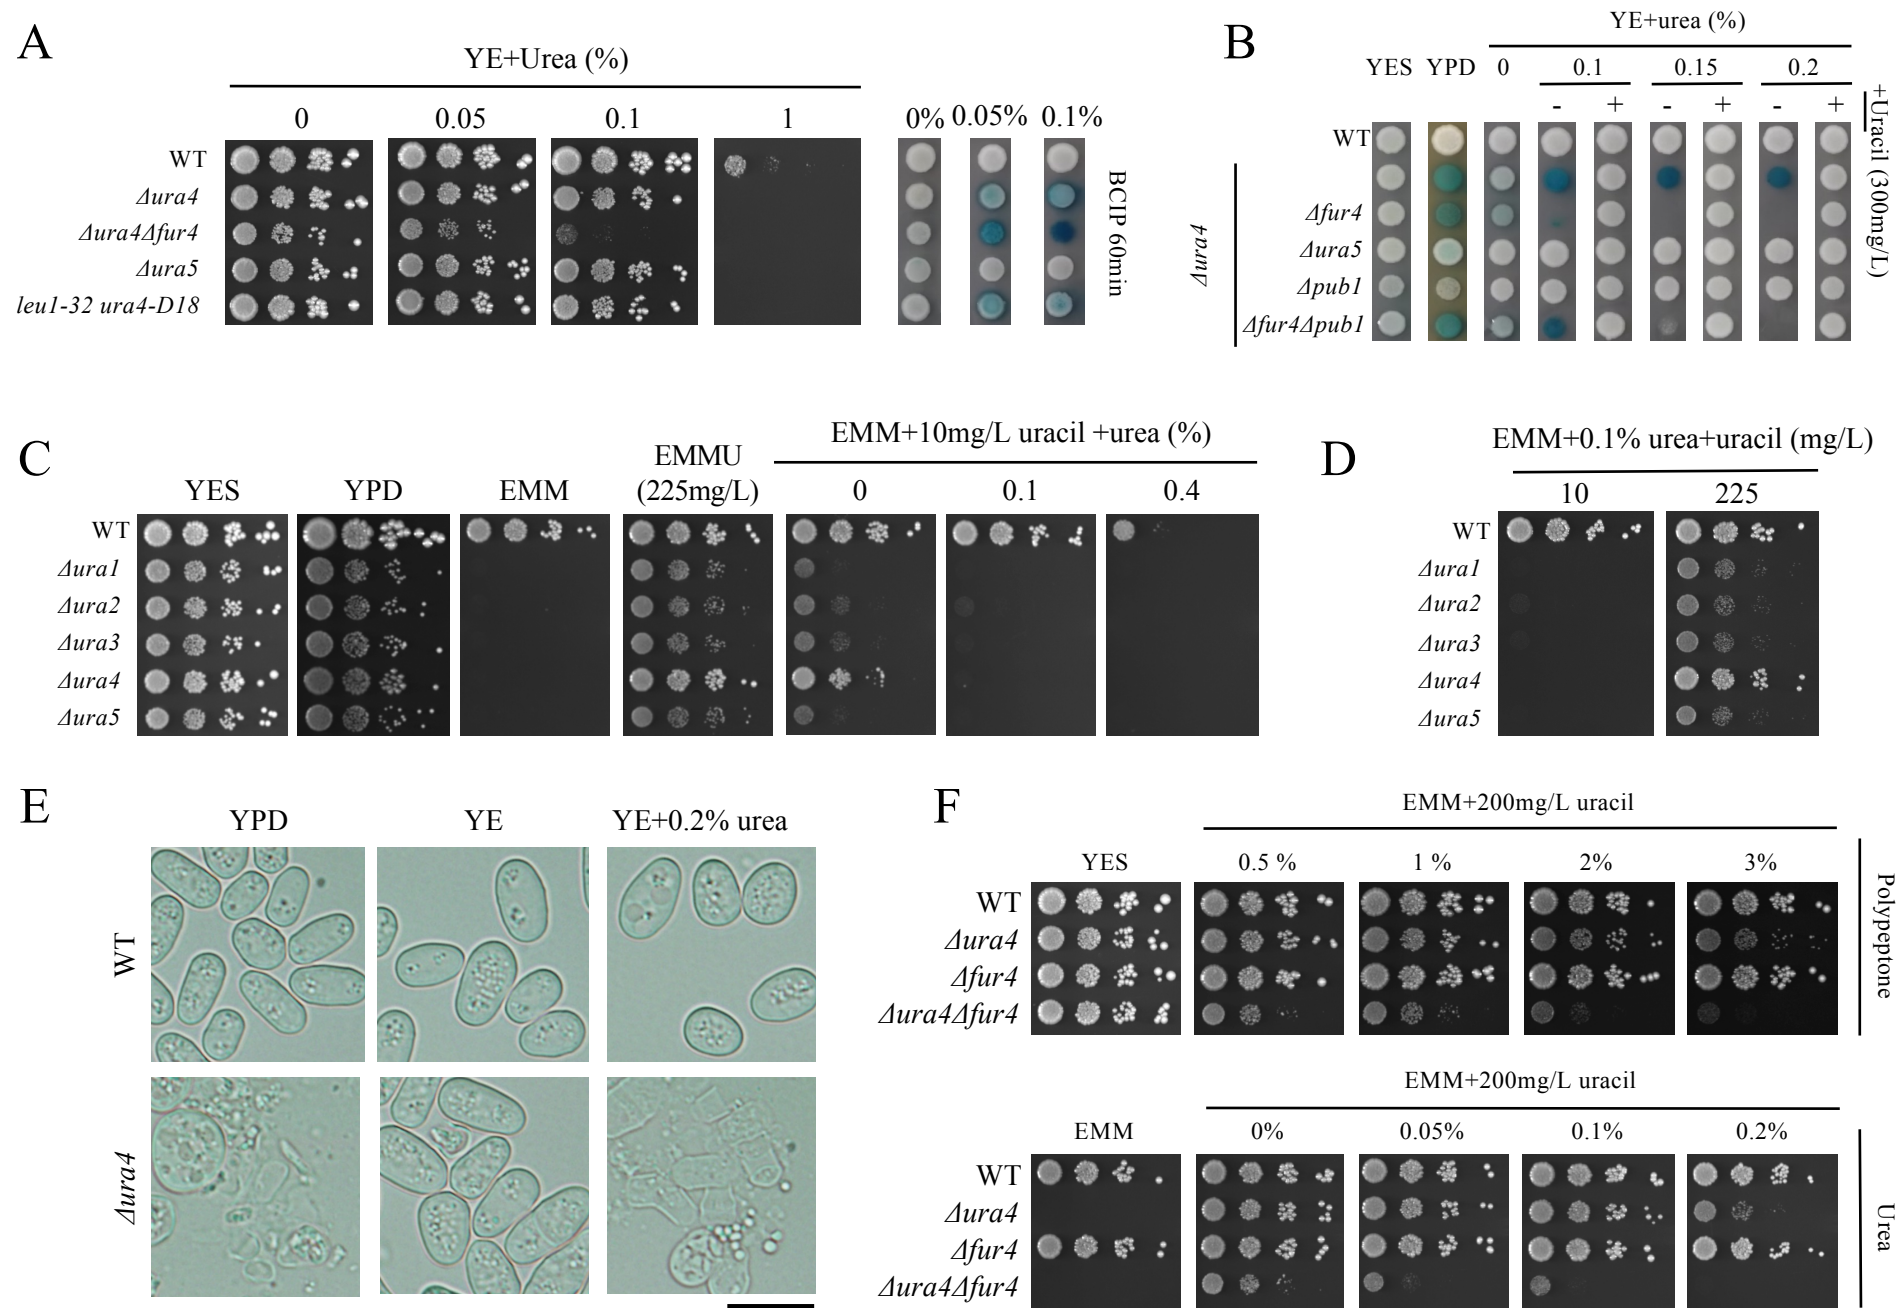 A
YE+Urea (%)
0 0.05 0.1 1 0% 0.05% 0.1%
WT
Δura4
Δura4Δfur4
Δura5
leu1-32 ura4-D18
BCIP 60min
B
YE+urea (%)
YES YPD 0 0.1 0.15 0.2
- + - + - +
+Uracil (300mg/L)
WT
Δfur4
Δura5
Δpub1
Δfur4Δpub1
Δura4
C
EMM+10mg/L uracil +urea (%)
YES YPD EMM EMMU
(225mg/L) 0 0.1 0.4
WT
Δura1
Δura2
Δura3
Δura4
Δura5
D
EMM+0.1% urea+uracil (mg/L)
10 225
WT
Δura1
Δura2
Δura3
Δura4
Δura5
E
YPD YE YE+0.2% urea
WT
Δura4
F
EMM+200mg/L uracil
YES 0.5 % 1 % 2% 3%
WT
Δura4
Δfur4
Δura4Δfur4
Polypeptone
EMM+200mg/L uracil
EMM 0% 0.05% 0.1% 0.2%
WT
Δura4
Δfur4
Δura4Δfur4
Urea